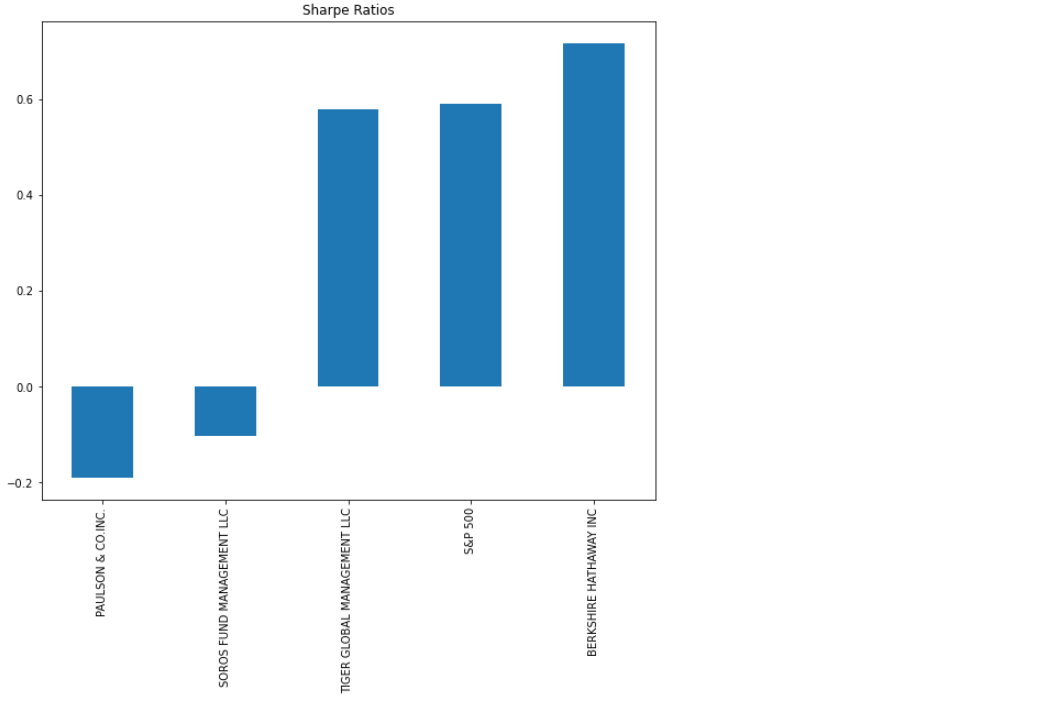 Sharpe Ratios
0.6
0.4
0.2
0.0
−0.2
PAULSON & CO.INC.
SOROS FUND MANAGEMENT LLC
TIGER GLOBAL MANAGEMENT LLC
S&P 500
BERKSHIRE HATHAWAY INC